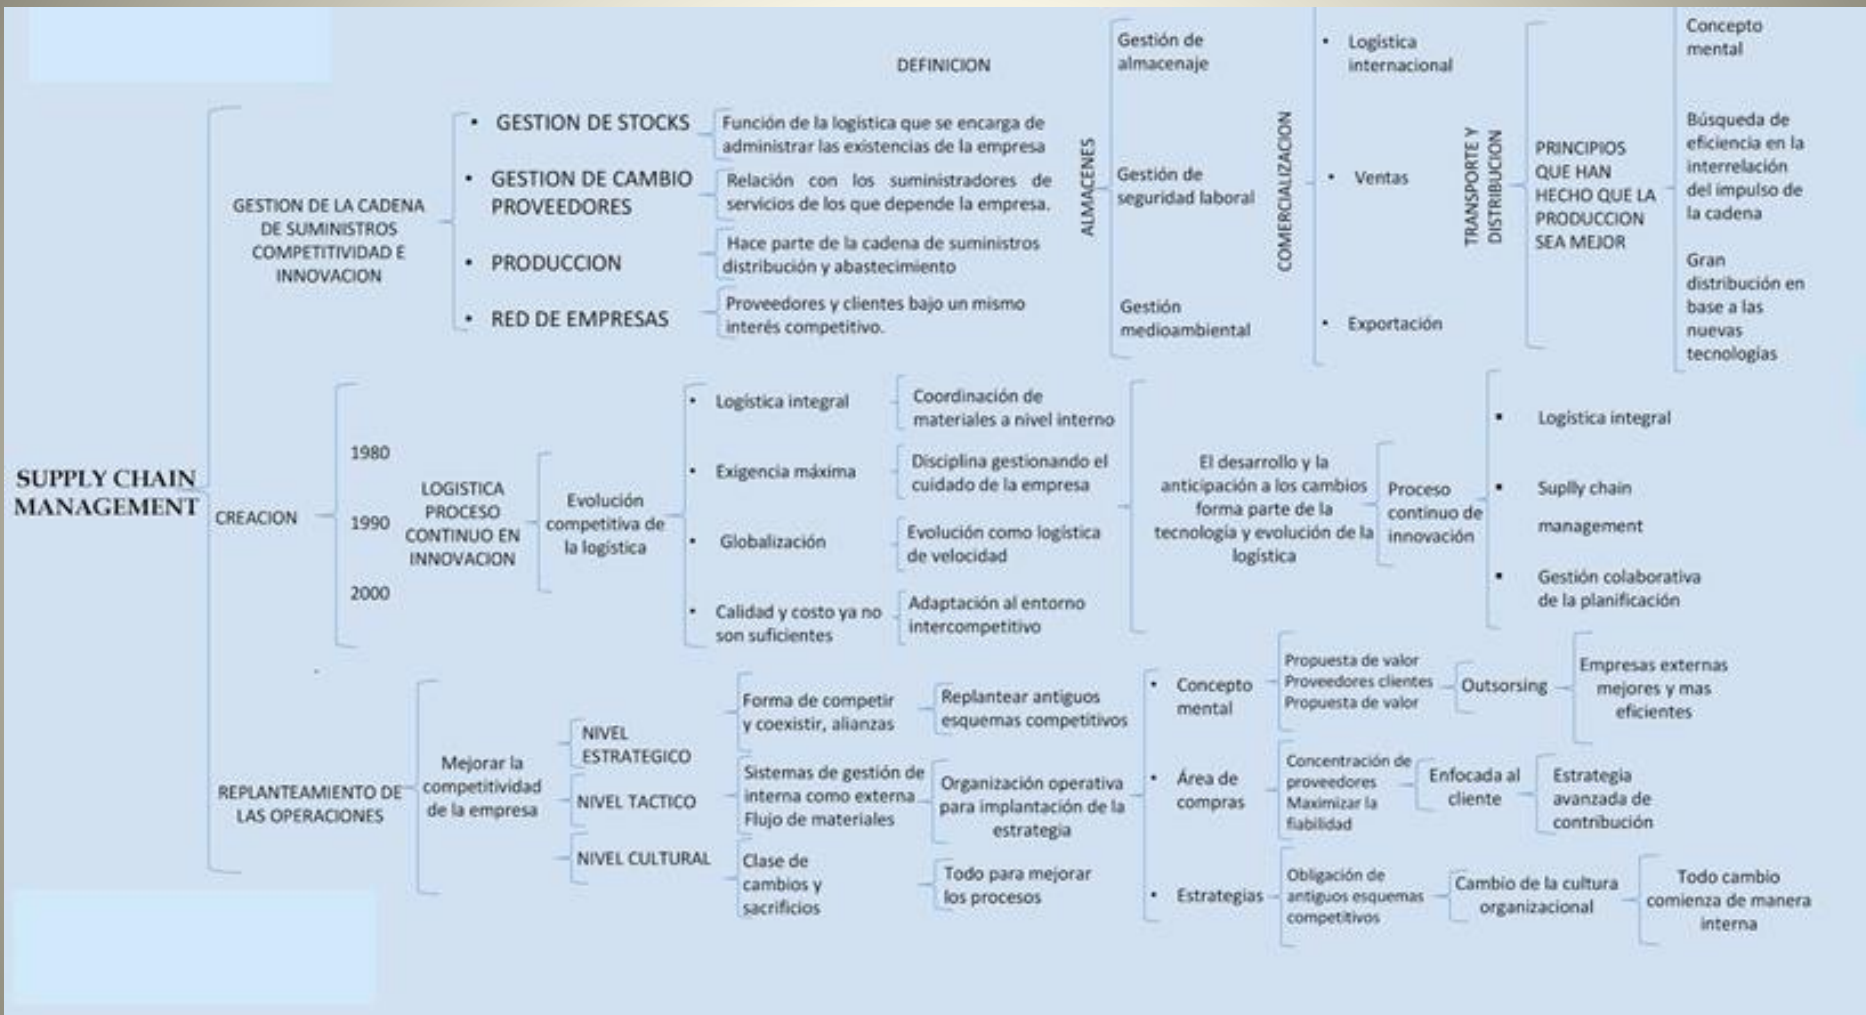 SUPPLY CHAIN
MANAGEMENT
GESTION DE LA CADENA
DE SUMINISTROS
COMPETITIVIDAD E
INNOVACION
DEFINICION
• GESTION DE STOCKS
Función de la logística que se encarga de
administrar las existencias de la empresa
• GESTION DE CAMBIO
PROVEEDORES
Relación con los suministradores de
servicios de los que depende la empresa.
• PRODUCCION
Hace parte de la cadena de suministros
distribución y abastecimiento
• RED DE EMPRESAS
Proveedores y clientes bajo un mismo
interés competitivo.
ALMACENES
Gestión de
almacenaje
Gestión de
seguridad laboral
Gestión
medioambiental
COMERCIALIZACION
• Logística
internacional
• Ventas
• Exportación
TRANSPORTE Y
DISTRIBUCION
PRINCIPIOS
QUE HAN
HECHO QUE LA
PRODUCCION
SEA MEJOR
Concepto
mental
Búsqueda de
eficiencia en la
interrelación
del impulso de
la cadena
Gran
distribución en
base a las
nuevas
tecnologías
CREACION
1980
1990
2000
LOGISTICA
PROCESO
CONTINUO EN
INNOVACION
Evolución
competitiva de
la logística
• Logística integral
Coordinación de
materiales a nivel interno
• Exigencia máxima
Disciplina gestionando el
cuidado de la empresa
• Globalización
Evolución como logística
de velocidad
• Calidad y costo ya no
son suficientes
Adaptación al entorno
intercompetitivo
El desarrollo y la
anticipación a los cambios
forma parte de la
tecnología y evolución de la
logística
Proceso
continuo de
innovación
▪ Logística integral
▪ Suplly chain
management
▪ Gestión colaborativa
de la planificación
REPLANTEAMIENTO DE
LAS OPERACIONES
Mejorar la
competitividad
de la empresa
NIVEL
ESTRATEGICO
Forma de competir
y coexistir, alianzas
Replantear antiguos
esquemas competitivos
NIVEL TACTICO
Sistemas de gestión de
interna como externa
Flujo de materiales
Organización operativa
para implantación de la
estrategia
NIVEL CULTURAL
Clase de
cambios y
sacrificios
Todo para mejorar
los procesos
• Concepto
mental
Propuesta de valor
Proveedores clientes
Propuesta de valor
Outsorsing
Empresas externas
mejores y mas
eficientes
• Área de
compras
Concentración de
proveedores
Maximizar la
fiabilidad
Enfocada al
cliente
Estrategia
avanzada de
contribución
• Estrategias
Obligación de
antiguos esquemas
competitivos
Cambio de la cultura
organizacional
Todo cambio
comienza de manera
interna